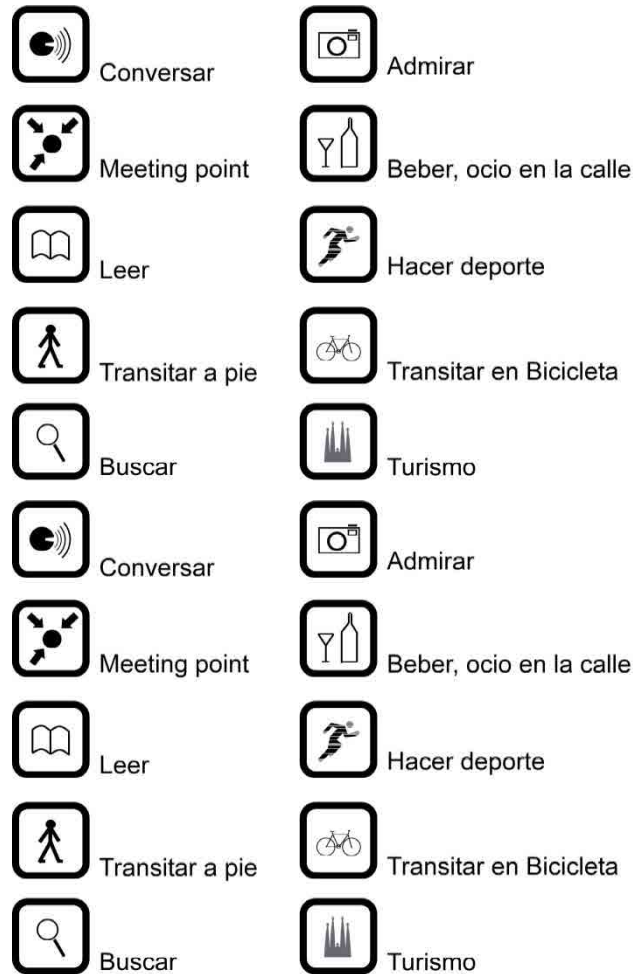 Conversar
Admirar
Meeting point
Beber, ocio en la calle
Leer
Hacer deporte
Transitar a pie
Transitar en Bicicleta
Buscar
Turismo
Conversar
Admirar
Meeting point
Beber, ocio en la calle
Leer
Hacer deporte
Transitar a pie
Transitar en Bicicleta
Buscar
Turismo